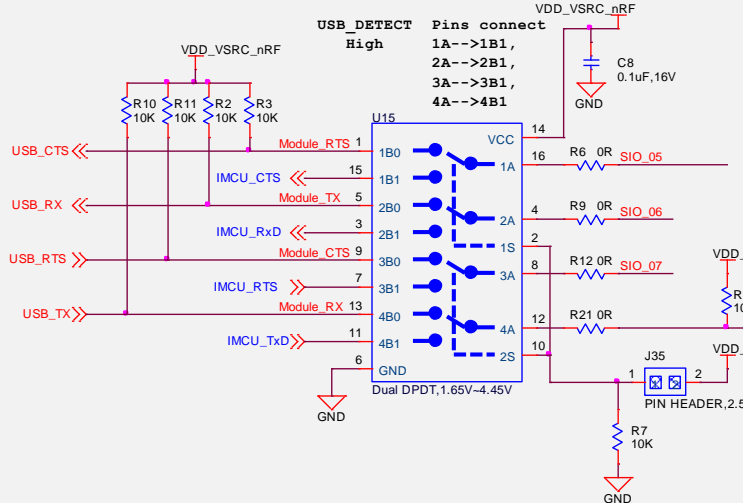 VDD_VSRC_nRF
USB_DETECT Pins connect
High 1A-->1B1,
2A-->2B1,
3A-->3B1,
4A-->4B1
VDD_VSRC_nRF
C8
0.1uF,16V
GND
R10
10K
R11
10K
R2
10K
R3
10K
U15
VCC
14
USB_CTS
Module_RTS
1
1B0
1A
16
R6 0R
SIO_05
IMCU_CTS
15
1B1
USB_RX
Module_TX
5
2B0
2A
4
R9 0R
SIO_06
IMCU_RxD
3
2B1
1S
2
USB_RTS
Module_CTS
9
3B0
3A
8
R12 0R
SIO_07
VDD_
IMCU_RTS
7
3B1
R
10
USB_TX
Module_RX
13
4B0
4A
12
R21 0R
IMCU_TxD
11
4B1
2S
10
6
GND
GND
Dual DPDT,1.65V~4.45V
J35
1
2
VDD_
PIN HEADER,2.5
R7
10K
GND